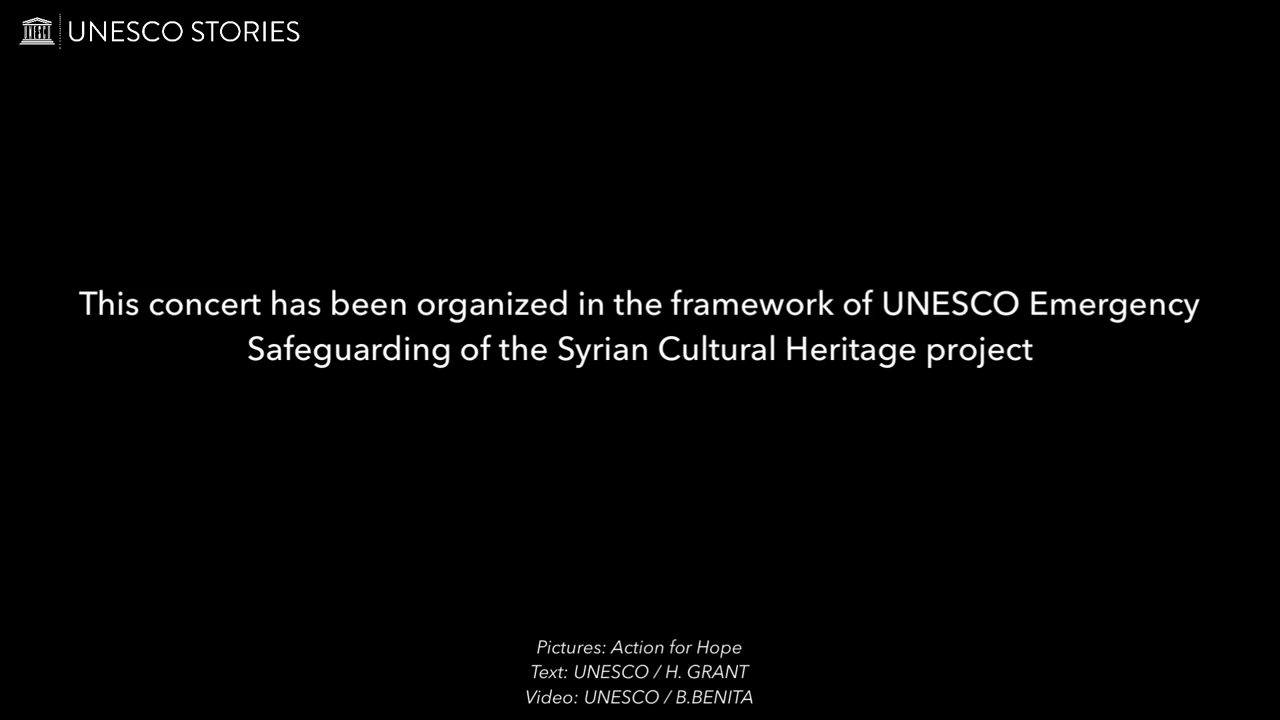 UNESCO STORIES
This concert has been organized in the framework of UNESCO Emergency
Safeguarding of the Syrian Cultural Heritage project
Pictures: Action for Hope
Text: UNESCO / H. GRANT
Video: UNESCO / B.BENITA